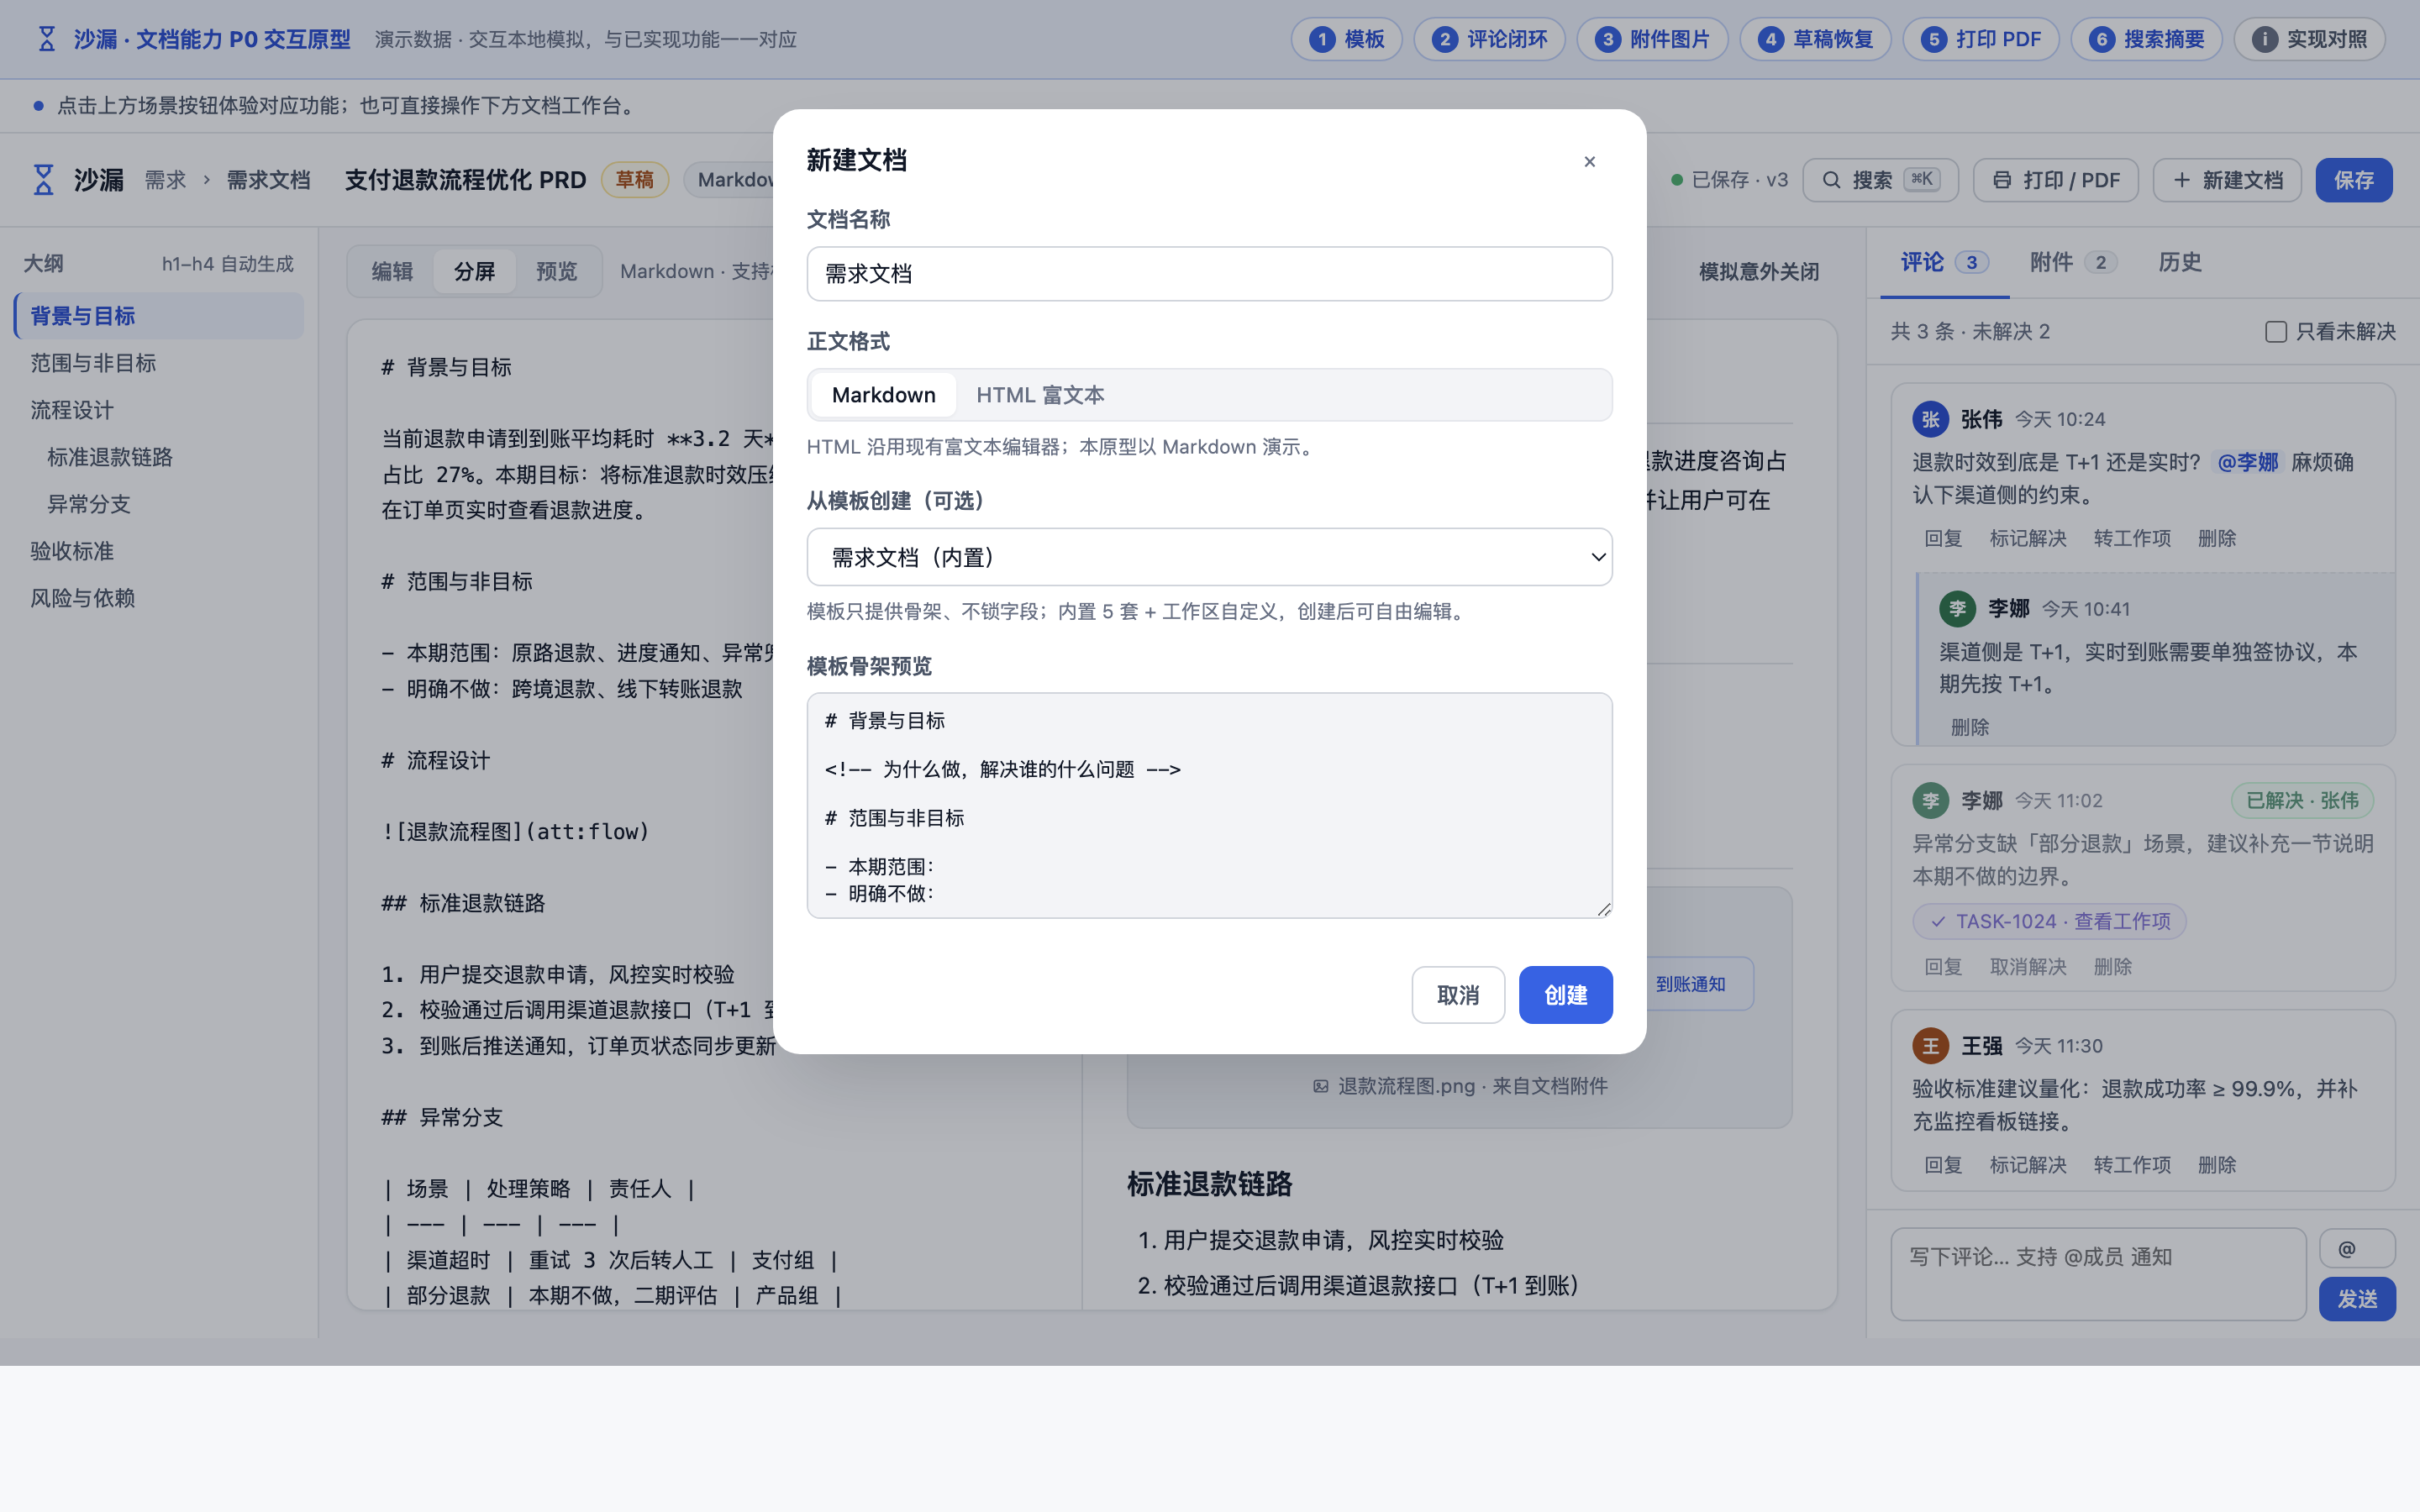 沙漏 · 文档能力 P0 交互原型 演示数据 · 交互本地模拟，与已实现功能一一对应
1 模板 2 评论闭环 3 附件图片 4 草稿恢复 5 打印 PDF 6 搜索摘要 i 实现对照
点击上方场景按钮体验对应功能；也可直接操作下方文档工作台。
沙漏 需求 › 需求文档 支付退款流程优化 PRD 草稿
已保存 · v3 搜索 ⌘K 打印 / PDF + 新建文档 保存
大纲 h1–h4 自动生成
背景与目标
范围与非目标
流程设计
标准退款链路
异常分支
验收标准
风险与依赖
编辑 分屏 预览 Markdown · 支持
模拟意外关闭
# 背景与目标
当前退款申请到到账平均耗时 **3.2 天
占比 27%。本期目标：将标准退款时效压
在订单页实时查看退款进度。
# 范围与非目标
- 本期范围：原路退款、进度通知、异常
- 明确不做：跨境退款、线下转账退款
# 流程设计
![退款流程图](att:flow)
## 标准退款链路
1. 用户提交退款申请，风控实时校验
2. 校验通过后调用渠道退款接口（T+1
3. 到账后推送通知，订单页状态同步更新
## 异常分支
| 场景 | 处理策略 | 责任人 |
| --- | --- | --- |
| 渠道超时 | 重试 3 次后转人工 | 支付组 |
| 部分退款 | 本期不做，二期评估 | 产品组 |
新建文档
×
文档名称
需求文档
正文格式
Markdown HTML 富文本
HTML 沿用现有富文本编辑器；本原型以 Markdown 演示。
从模板创建（可选）
需求文档（内置）
模板只提供骨架、不锁字段；内置 5 套 + 工作区自定义，创建后可自由编辑。
模板骨架预览
# 背景与目标
<!-- 为什么做，解决谁的什么问题 -->
# 范围与非目标
- 本期范围：
- 明确不做：
取消 创建
款进度咨询占
让用户可在
到账通知
退款流程图.png · 来自文档附件
标准退款链路
1. 用户提交退款申请，风控实时校验
2. 校验通过后调用渠道退款接口（T+1 到账）
评论 3 附件 2 历史
共 3 条 · 未解决 2 只看未解决
张 张伟 今天 10:24
退款时效到底是 T+1 还是实时？ @李娜 麻烦确
认下渠道侧的约束。
回复 标记解决 转工作项 删除
李 李娜 今天 10:41
渠道侧是 T+1，实时到账需要单独签协议，本
期先按 T+1。
删除
李 李娜 今天 11:02 已解决 · 张伟
异常分支缺「部分退款」场景，建议补充一节说明
本期不做的边界。
TASK-1024 · 查看工作项
回复 取消解决 删除
王 王强 今天 11:30
验收标准建议量化：退款成功率 ≥ 99.9%，并补
充监控看板链接。
回复 标记解决 转工作项 删除
写下评论… 支持 @成员 通知
@
发送